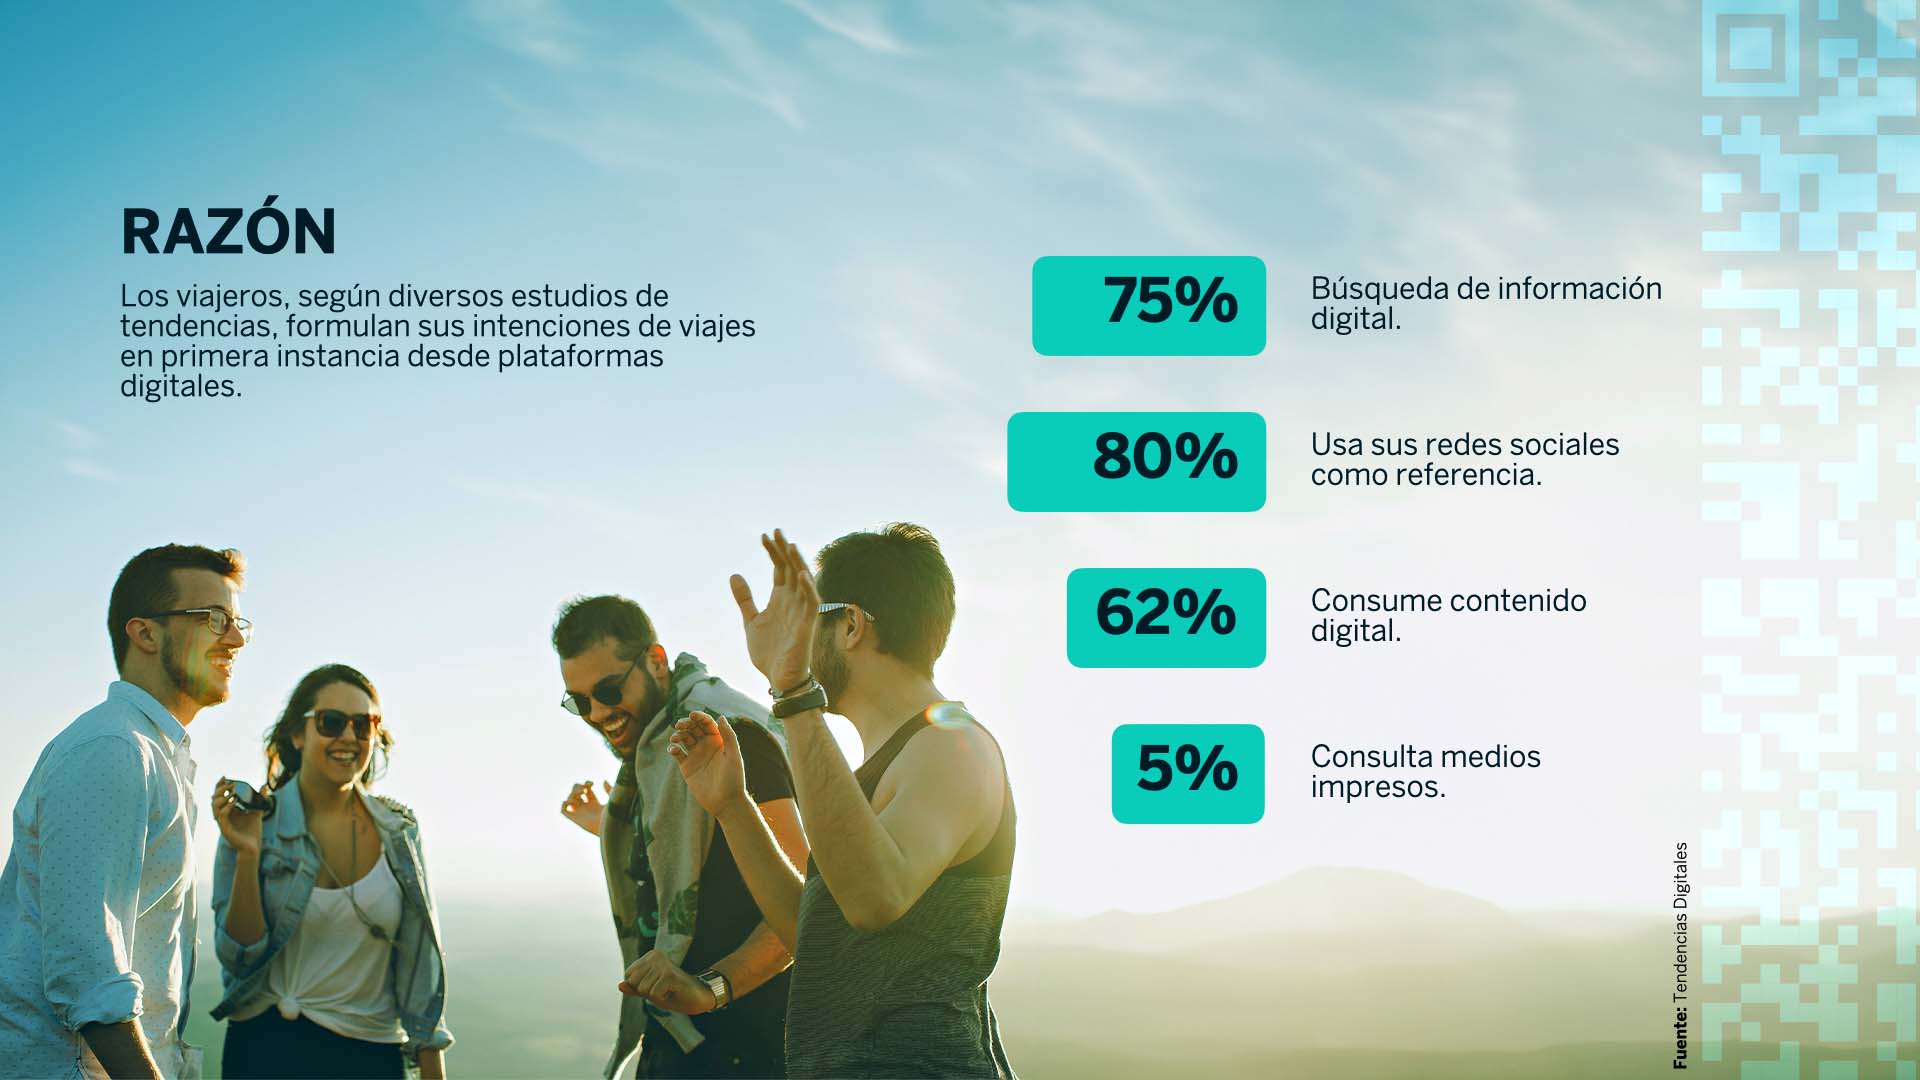 RAZÓN
Los viajeros, según diversos estudios de
tendencias, formulan sus intenciones de viajes
en primera instancia desde plataformas
digitales.
75%
Búsqueda de información
digital.
80%
Usa sus redes sociales
como referencia.
62%
Consume contenido
digital.
5%
Consulta medios
impresos.
Fuente: Tendencias Digitales